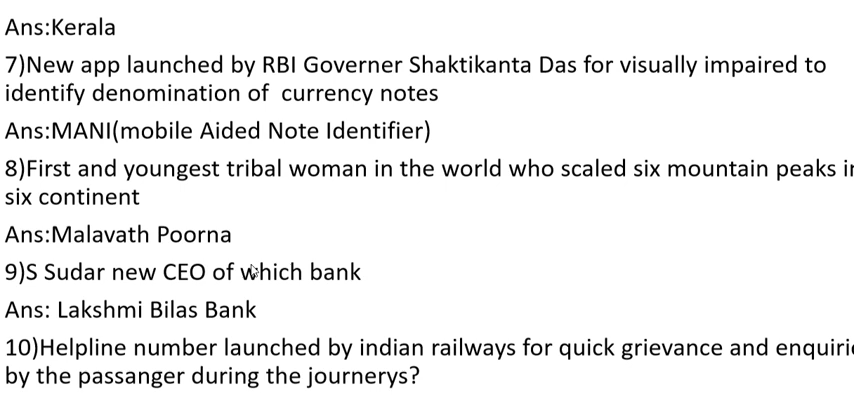 Ans:Kerala
7)New app launched by RBI Governer Shaktikanta Das for visually impaired to
identify denomination of currency notes
Ans:MANI(mobile Aided Note Identifier)
8)First and youngest tribal woman in the world who scaled six mountain peaks in
six continent
Ans:Malavath Poorna
9)S Sudar new CEO of which bank
Ans: Lakshmi Bilas Bank
10)Helpline number launched by indian railways for quick grievance and enquirie
by the passanger during the journerys?